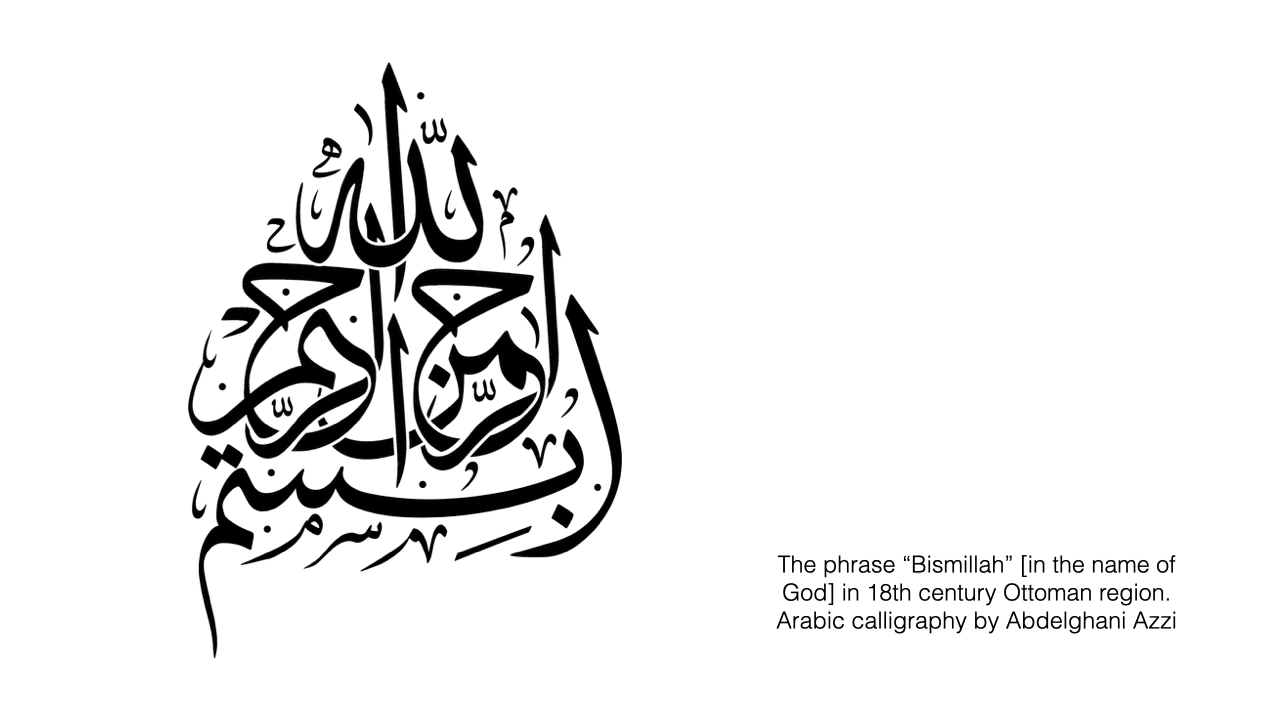 بسم الله الرحمن الرحيم
The phrase “Bismillah” [in the name of
God] in 18th century Ottoman region.
Arabic calligraphy by Abdelghani Azzi